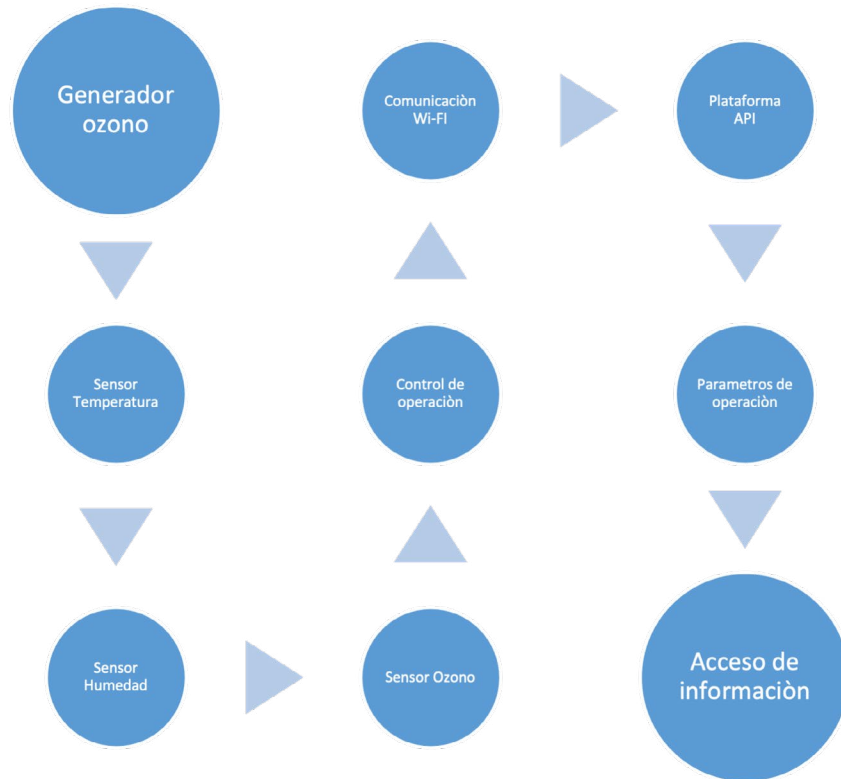 Generador
ozono
Sensor
Temperatura
Sensor
Humedad
Sensor Ozono
Control de
operaciòn
Comunicaciòn
Wi-FI
Plataforma
API
Parametros de
operaciòn
Acceso de
informaciòn